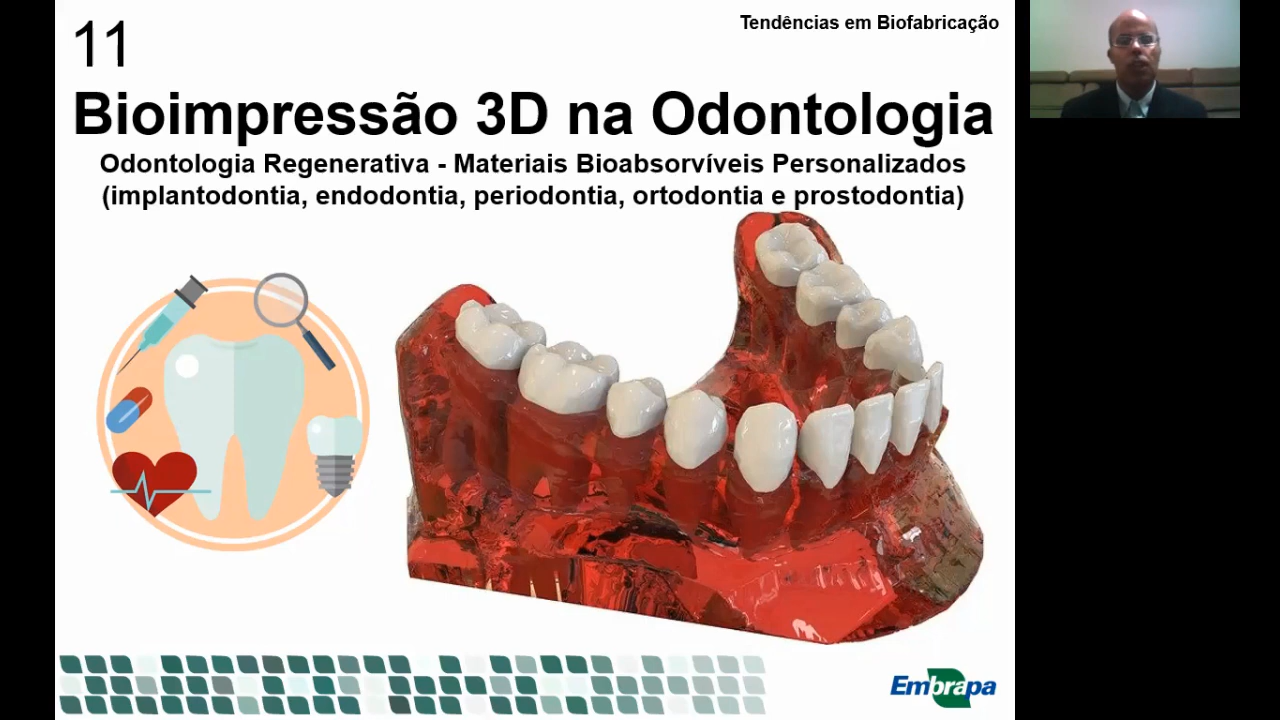 11
Tendências em Biofabricação
Bioimpressão 3D na Odontologia
Odontologia Regenerativa - Materiais Bioabsorvíveis Personalizados
(implantodontia, endodontia, periodontia, ortodontia e prostodontia)
Embrapa